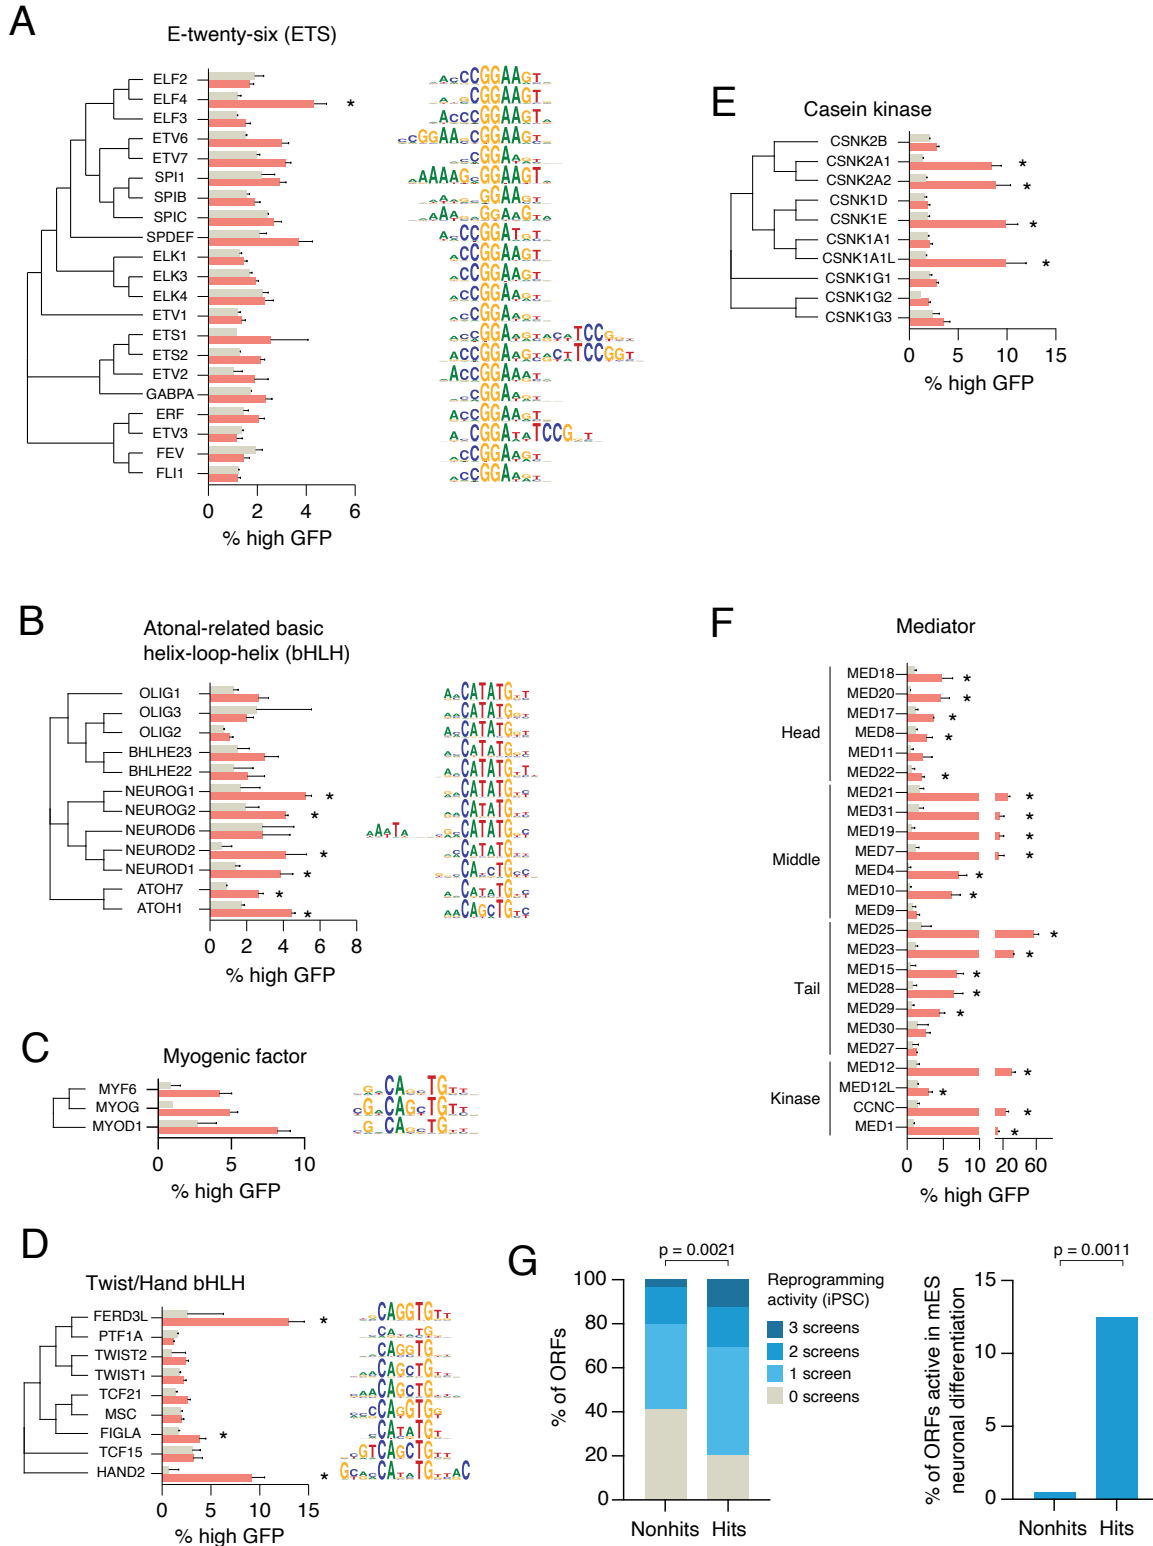 A
E-twenty-six (ETS)
ELF2
ELF4
*
ELF3
ETV6
ETV7
SPI1
SPIB
SPIC
SPDEF
ELK1
ELK3
ELK4
ETV1
ETS1
ETS2
ETV2
GABPA
ERF
ETV3
FEV
FLI1
0 2 4 6
% high GFP
B
Atonal-related basic
helix-loop-helix (bHLH)
OLIG1
OLIG3
OLIG2
BHLHE23
BHLHE22
NEUROG1 *
NEUROG2 *
NEUROD6
NEUROD2 *
NEUROD1 *
ATOH7 *
ATOH1 *
0 2 4 6 8
% high GFP
C
Myogenic factor
MYF6
MYOG
MYOD1
0 5 10
% high GFP
D
Twist/Hand bHLH
FERD3L *
PTF1A
TWIST2
TWIST1
TCF21
MSC
FIGLA *
TCF15
HAND2 *
0 5 10 15
% high GFP
E
Casein kinase
CSNK2B
CSNK2A1 *
CSNK2A2 *
CSNK1D
CSNK1E *
CSNK1A1
CSNK1A1L *
CSNK1G1
CSNK1G2
CSNK1G3
0 5 10 15
% high GFP
F
Mediator
Head
MED18 *
MED20 *
MED17 *
MED8 *
MED11
MED22 *
Middle
MED21 *
MED31 *
MED19 *
MED7 *
MED4 *
MED10 *
MED9
Tail
MED25 *
MED23 *
MED15 *
MED28 *
MED29 *
MED30
MED27
Kinase
MED12 *
MED12L *
CCNC *
MED1 *
0 5 10 20 60
% high GFP
G
p = 0.0021
% of ORFs
100
80
60
40
20
0
Nonhits Hits
Reprogramming
activity (iPSC)
3 screens
2 screens
1 screen
0 screens
p = 0.0011
% of ORFs active in mES
neuronal differentiation
15
10
5
0
Nonhits Hits